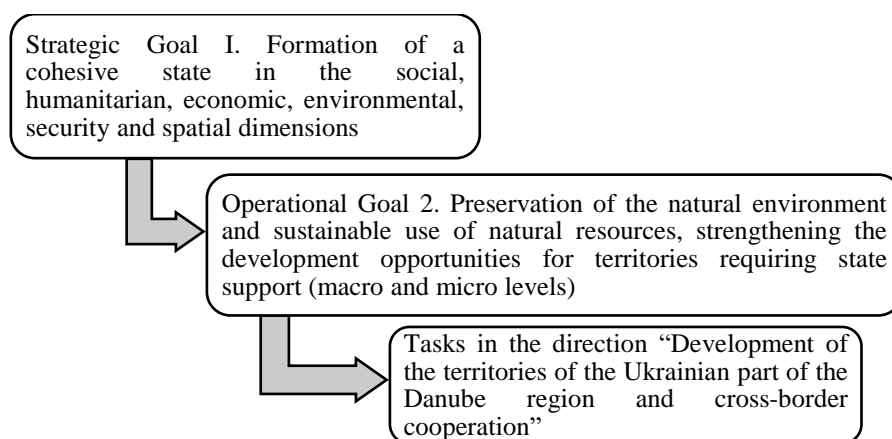 Strategic Goal I. Formation of a
cohesive state in the social,
humanitarian, economic, environmental,
security and spatial dimensions
Operational Goal 2. Preservation of the natural environment
and sustainable use of natural resources, strengthening the
development opportunities for territories requiring state
support (macro and micro levels)
Tasks in the direction “Development of
the territories of the Ukrainian part of the
Danube region and cross-border
cooperation”